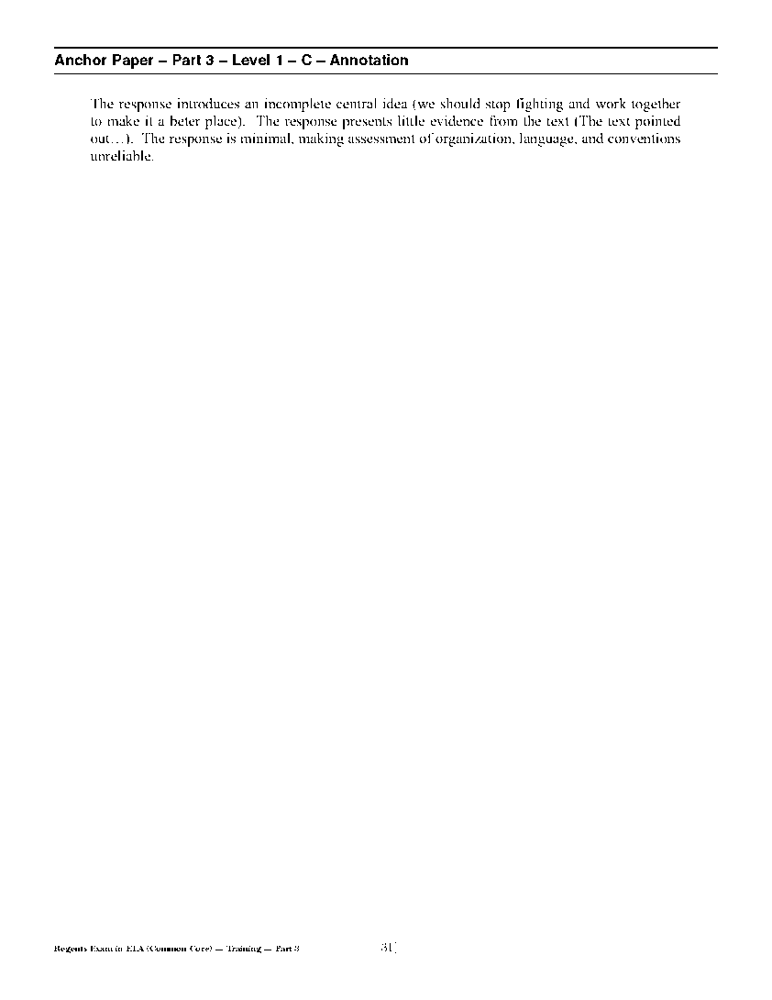 Anchor Paper – Part 3 – Level 1 – C – Annotation
The response introduces an incomplete central idea (we should stop fighting and work together
to make it a beter place).  The response presents little evidence from the text (The text pointed
out…).  The response is minimal, making assessment of organization, language, and conventions
unreliable.
Regents Exam in ELA (Common Core) — Training — Part 3
31]